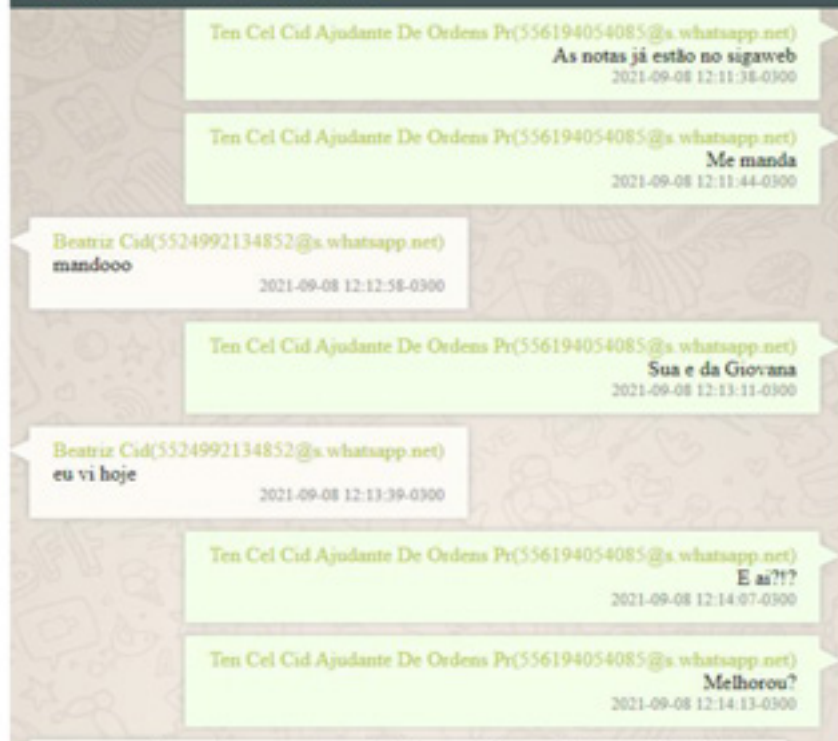 Ten Cel Cid Ajudante De Ordens Pr(556194054085@s.whatsapp.net)
As notas já estão no sigaweb
2021-09-08 12:11:38-0300
Ten Cel Cid Ajudante De Ordens Pr(556194054085@s.whatsapp.net)
Me manda
2021-09-08 12:11:44-0300
Beatriz Cid(5524992134852@s.whatsapp.net)
mandooo
2021-09-08 12:12:58-0300
Ten Cel Cid Ajudante De Ordens Pr(556194054085@s.whatsapp.net)
Sua e da Giovana
2021-09-08 12:13:11-0300
Beatriz Cid(5524992134852@s.whatsapp.net)
eu vi hoje
2021-09-08 12:13:39-0300
Ten Cel Cid Ajudante De Ordens Pr(556194054085@s.whatsapp.net)
E ai?!?
2021-09-08 12:14:07-0300
Ten Cel Cid Ajudante De Ordens Pr(556194054085@s.whatsapp.net)
Melhorou?
2021-09-08 12:14:13-0300